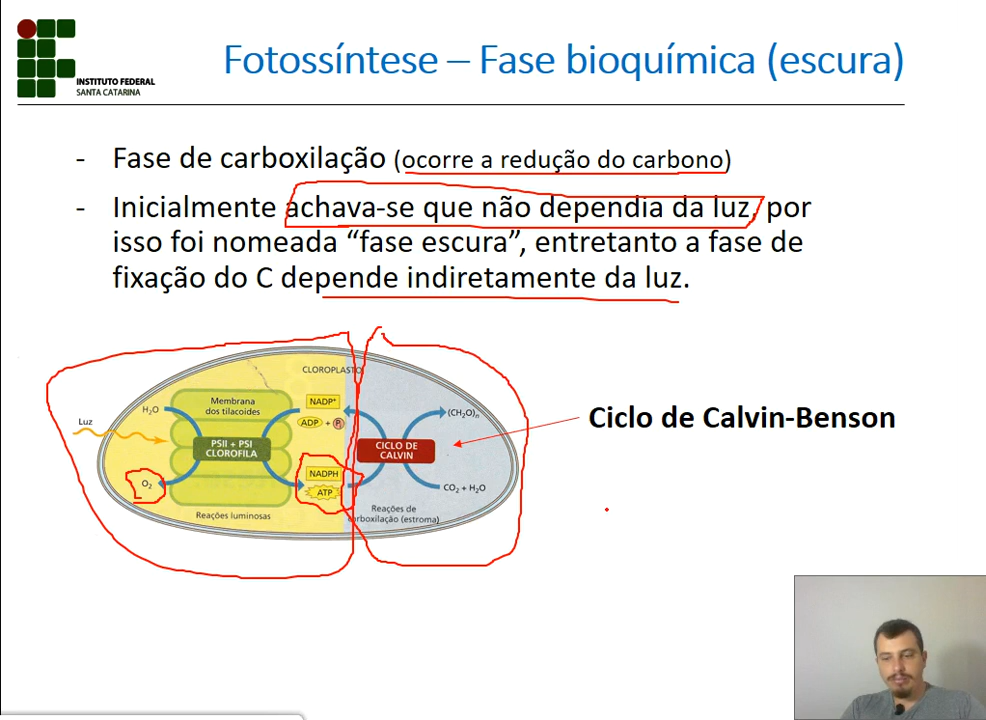 INSTITUTO FEDERAL
SANTA CATARINA
Fotossíntese – Fase bioquímica (escura)
- Fase de carboxilação (ocorre a redução do carbono)
- Inicialmente achava-se que não dependia da luz, por
isso foi nomeada “fase escura”, entretanto a fase de
fixação do C depende indiretamente da luz.
CLOROPLASTO
Luz
H₂O
Membrana
dos tilacoides
NADP⁺
ADP + Pi
(CH₂O)n
PSII + PSI
CLOROFILA
CICLO DE
CALVIN
O₂
NADPH
ATP
CO₂ + H₂O
Reações luminosas
Reações de
carboxilação (estroma)
Ciclo de Calvin-Benson